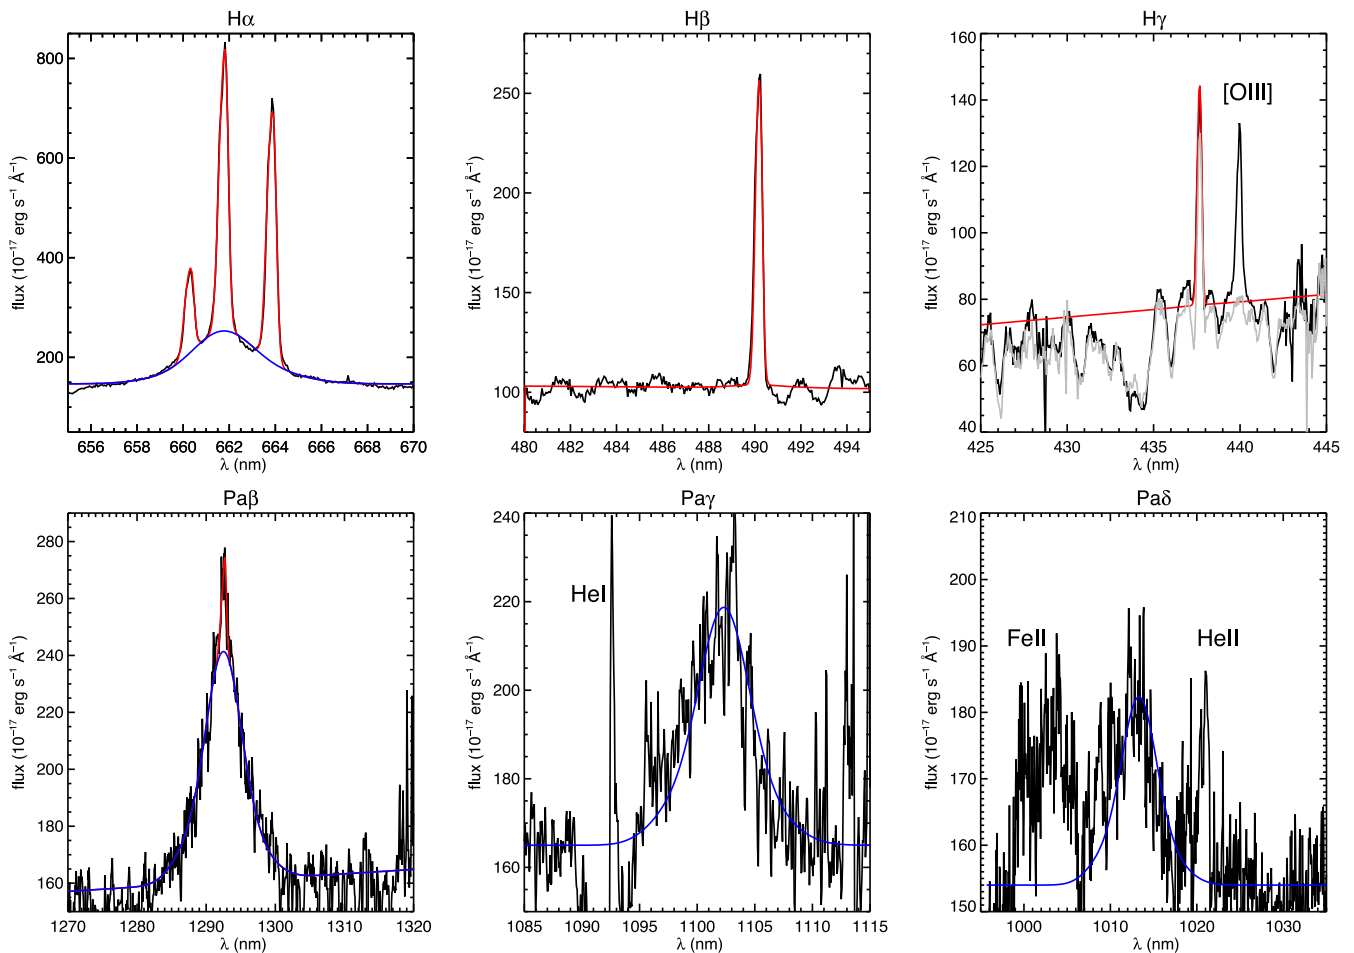 Hα
800
600
400
200
656 658 660 662 664 666 668 670
λ (nm)
flux (10⁻¹⁷ erg s⁻¹ Å⁻¹)
Hβ
250
200
150
100
480 482 484 486 488 490 492 494
λ (nm)
flux (10⁻¹⁷ erg s⁻¹ Å⁻¹)
Hγ
[OIII]
160
140
120
100
80
60
40
425 430 435 440 445
λ (nm)
flux (10⁻¹⁷ erg s⁻¹ Å⁻¹)
Paβ
280
260
240
220
200
180
160
1270 1280 1290 1300 1310 1320
λ (nm)
flux (10⁻¹⁷ erg s⁻¹ Å⁻¹)
Paγ
HeI
240
220
200
180
160
1085 1090 1095 1100 1105 1110 1115
λ (nm)
flux (10⁻¹⁷ erg s⁻¹ Å⁻¹)
Paδ
FeII
HeII
210
200
190
180
170
160
150
1000 1010 1020 1030
λ (nm)
flux (10⁻¹⁷ erg s⁻¹ Å⁻¹)